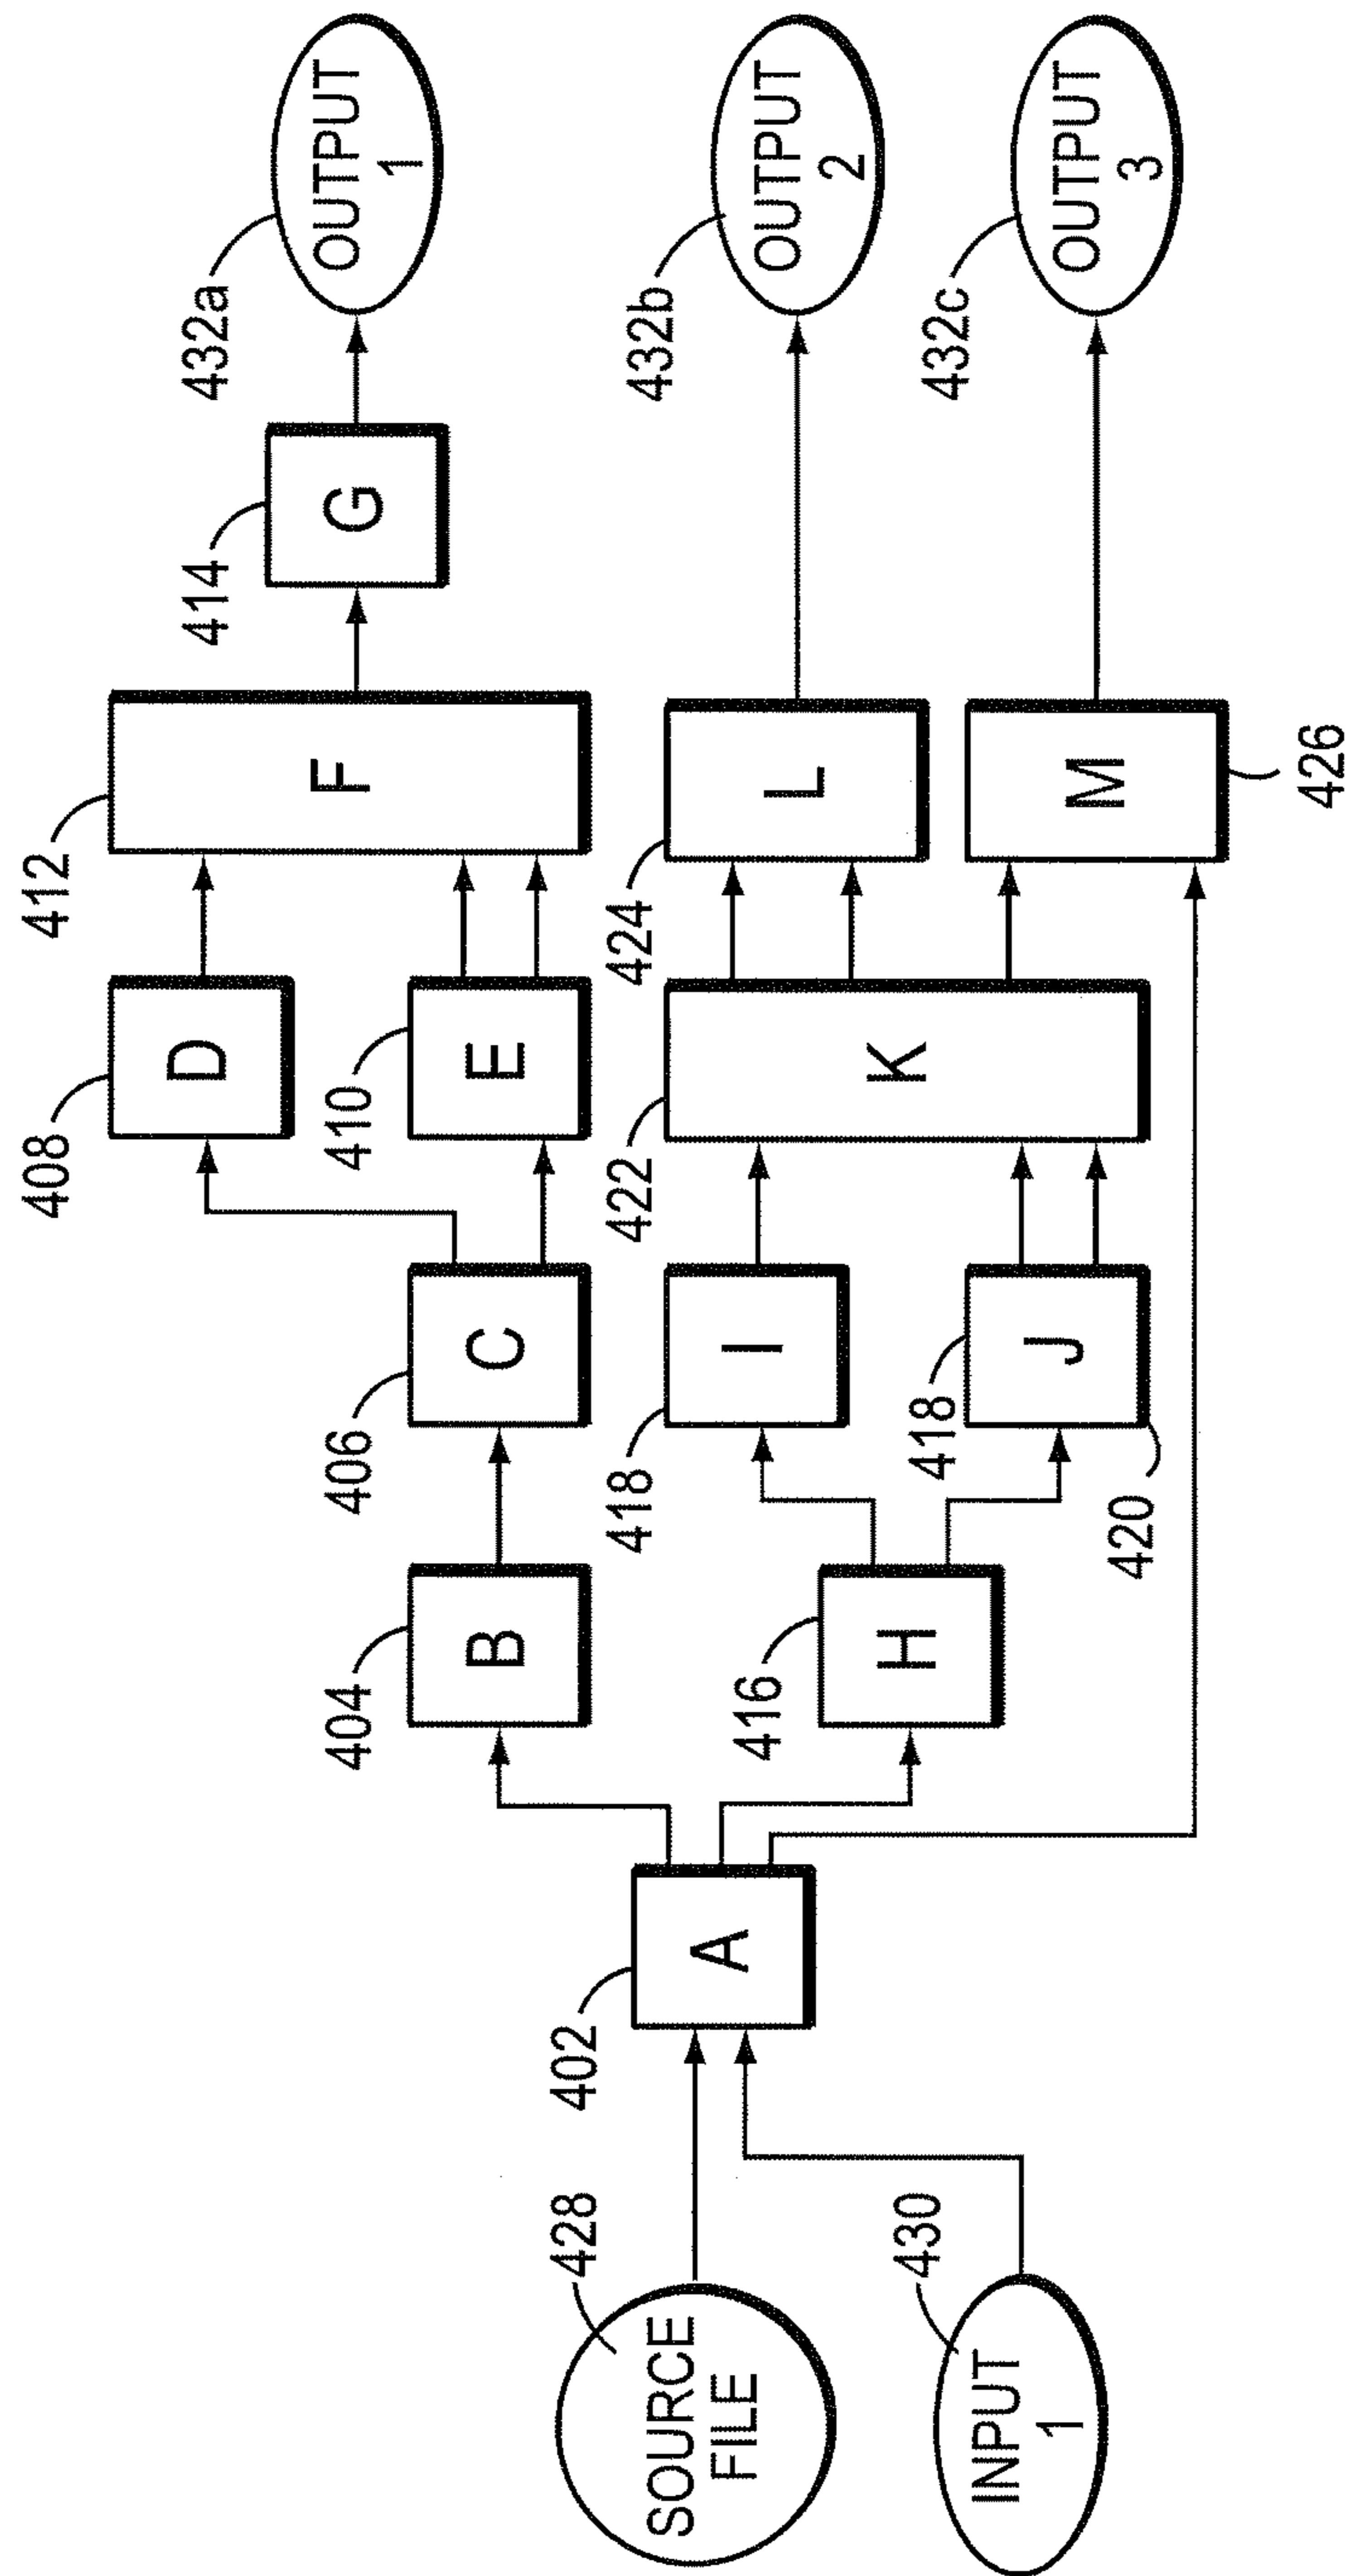 428
SOURCE
FILE
430
INPUT
1
402
A
404
B
406
C
408
D
410
E
412
F
414
G
432a
OUTPUT
1
416
H
418
I
418
J
420
422
K
424
L
432b
OUTPUT
2
M
426
432c
OUTPUT
3